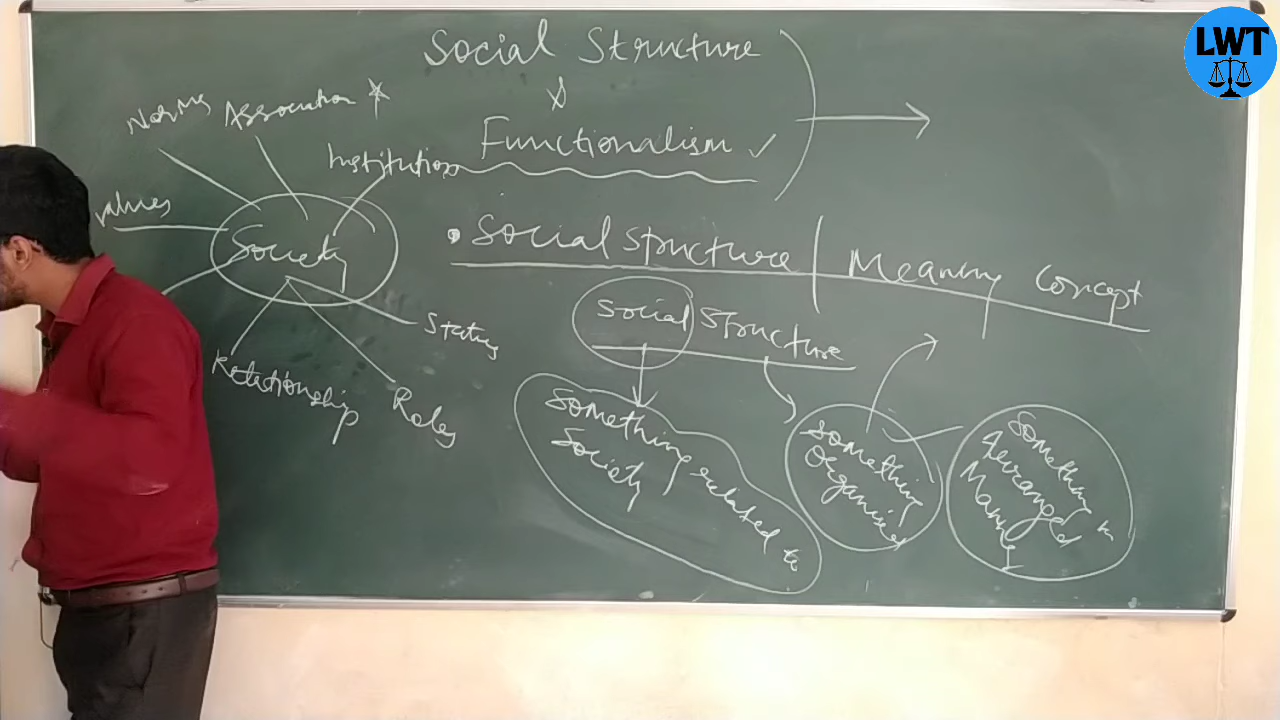 Social Structure
&
Functionalism
LWT
Norms
Association
Institution
Values
Society
Relationship
Roles
Status
Social Structure
Meaning Concept
Social Structure
Something related to
Society
Something
Organised
Something in
Arranged
Manner